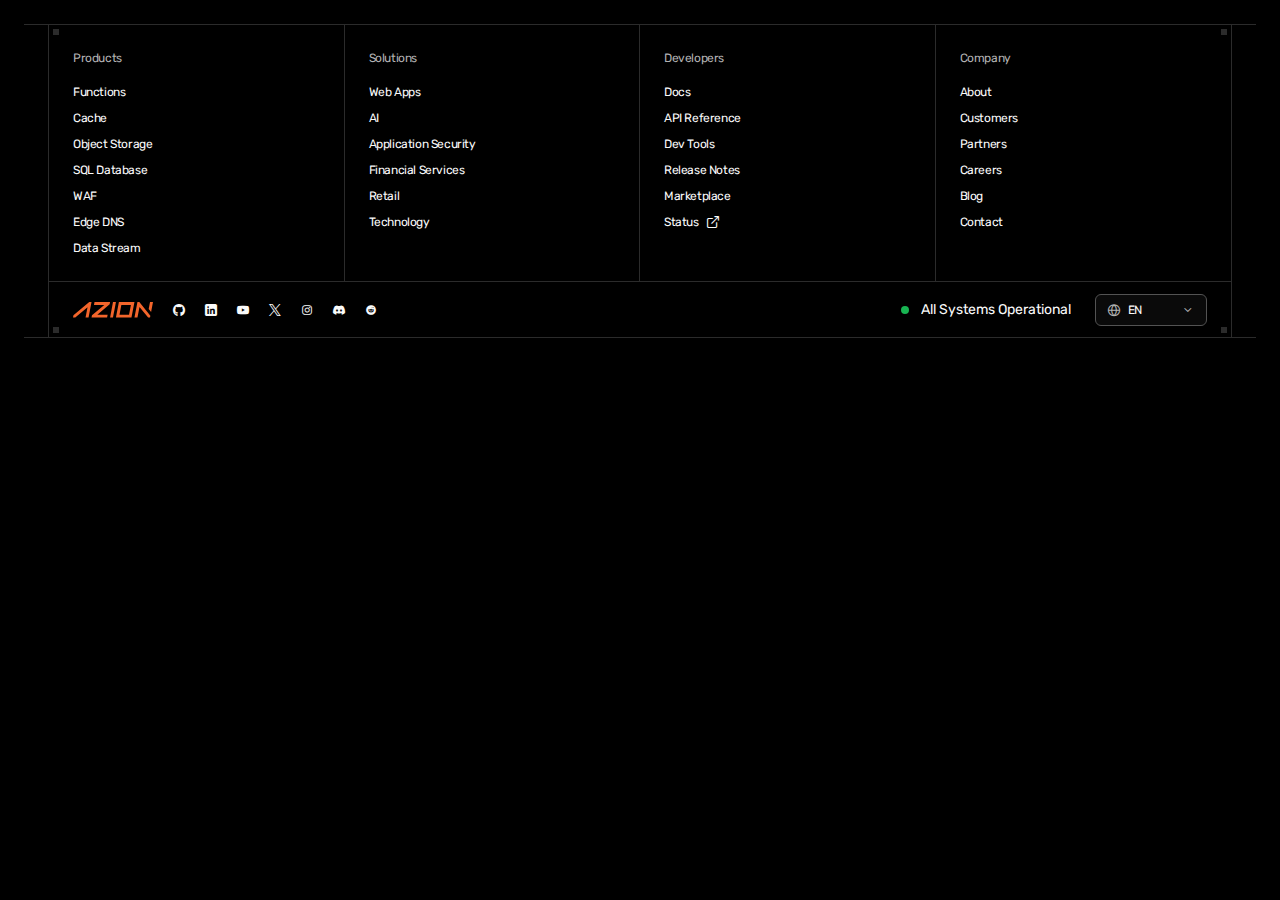 Products
Functions
Cache
Object Storage
SQL Database
WAF
Edge DNS
Data Stream
Solutions
Web Apps
AI
Application Security
Financial Services
Retail
Technology
Developers
Docs
API Reference
Dev Tools
Release Notes
Marketplace
Status
Company
About
Customers
Partners
Careers
Blog
Contact
AZION
All Systems Operational
EN